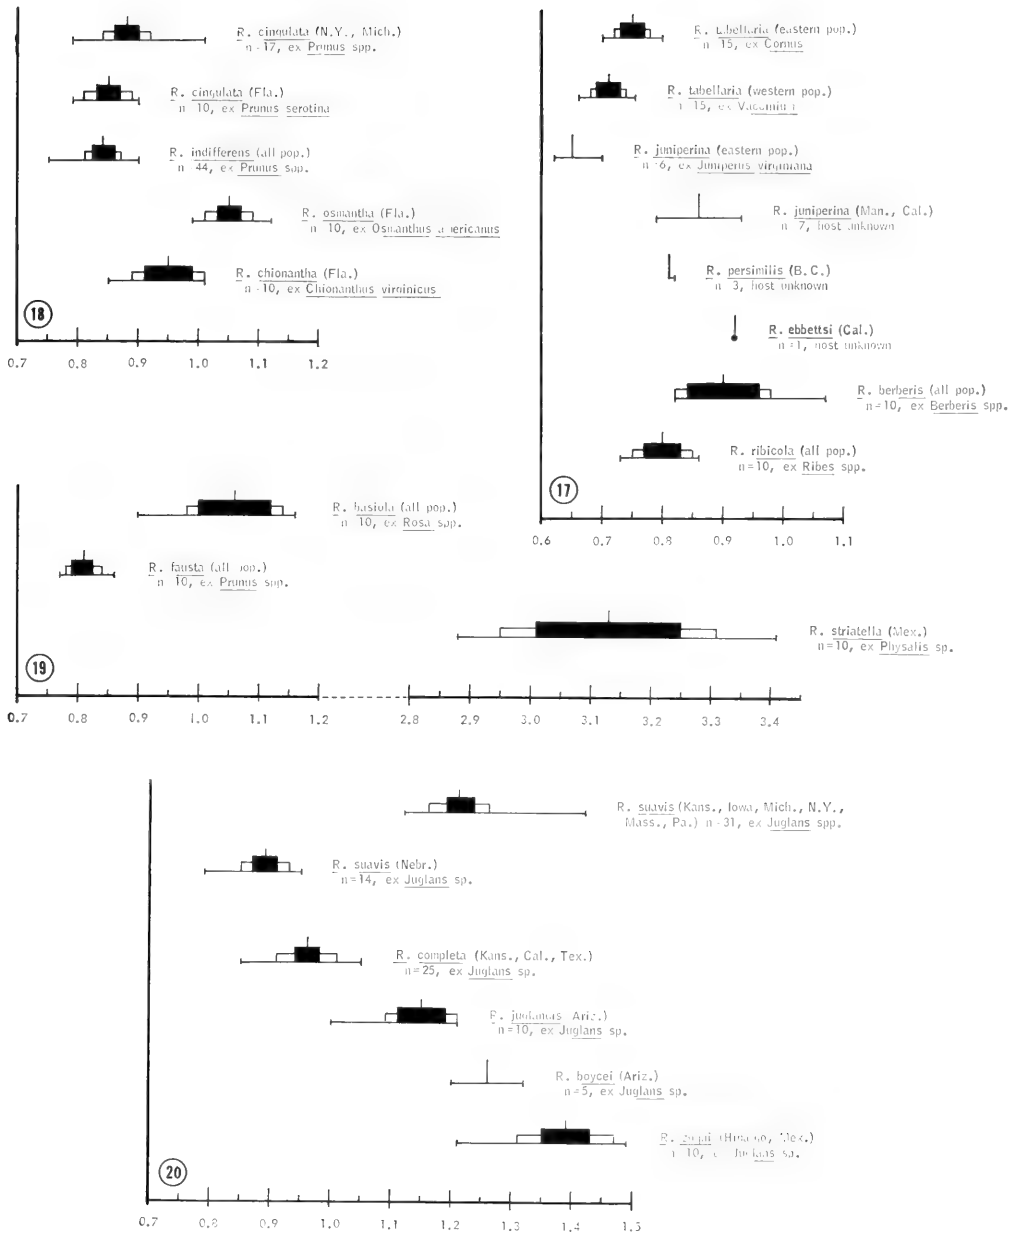 R. cingulata (N.Y., Mich.)
n-17, ex Prunus spp.
R. cingulata (Fla.)
n 10, ex Prunus serotina
R. indifferens (all pop.)
n 44, ex Prunus spp.
R. osmantha (Fla.)
n 10, ex Osmanthus a ericanus
R. chionantha (Fla.)
n-10, ex Chionanthus virginicus
18
0.7 0.8 0.9 1.0 1.1 1.2
R. tabellaria (eastern pop.)
n 15, ex Cornus
R. tabellaria (western pop.)
n 15, ex
R. juniperina (eastern pop.)
n 6, ex Juniperus virginiana
R. juniperina (Man., Cal.)
n 7, host unknown
R. persimilis (B.C.)
n 3, host unknown
R. ebbettsi (Cal.)
n=1, host unknown
R. berberis (all pop.)
n=10, ex Berberis spp.
R. ribicola (all pop.)
n=10, ex Ribes spp.
17
0.6 0.7 0.8 0.9 1.0 1.1
R. basiola (all pop.)
n 10, ex Rosa spp.
R. fausta (all pop.)
n 10, ex Prunus spp.
R. striatella (Mex.)
n=10, ex Physalis sp.
19
0.7 0.8 0.9 1.0 1.1 1.2 2.8 2.9 3.0 3.1 3.2 3.3 3.4
R. suavis (Kans., Iowa, Mich., N.Y.,
Mass., Pa.) n-31, ex Juglans spp.
R. suavis (Nebr.)
n=14, ex Juglans sp.
R. completa (Kans., Cal., Tex.)
n=25, ex Juglans sp.
R. Ariz.)
n=10, ex Juglans sp.
R. boycei (Ariz.)
n=5, ex Juglans sp.
R. Mex.)
n 10, Juglans sp.
20
0.7 0.8 0.9 1.0 1.1 1.2 1.3 1.4 1.5